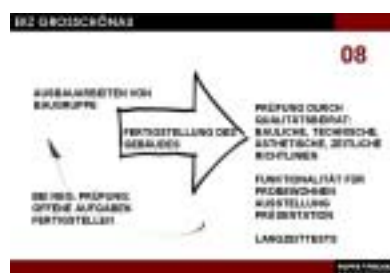 BIZ GROSSCHÖNAU
08
AUSBAUARBEITEN VON
BAUGRUPPE
FERTIGSTELLUNG DES
GEBÄUDES
PRÜFUNG DURCH
QUALITÄTSBEIRAT:
BAULICHE, TECHNISCHE,
ÄSTHETISCHE, ZEITLICHE
RICHTLINIEN
BEI NEG. PRÜFUNG:
OFFENE AUFGABEN
FERTIGSTELLEN
FUNKTIONALITÄT FÜR
PROBEWOHNEN
AUSSTELLUNG
PRÄSENTATION
LANGZEITTESTS